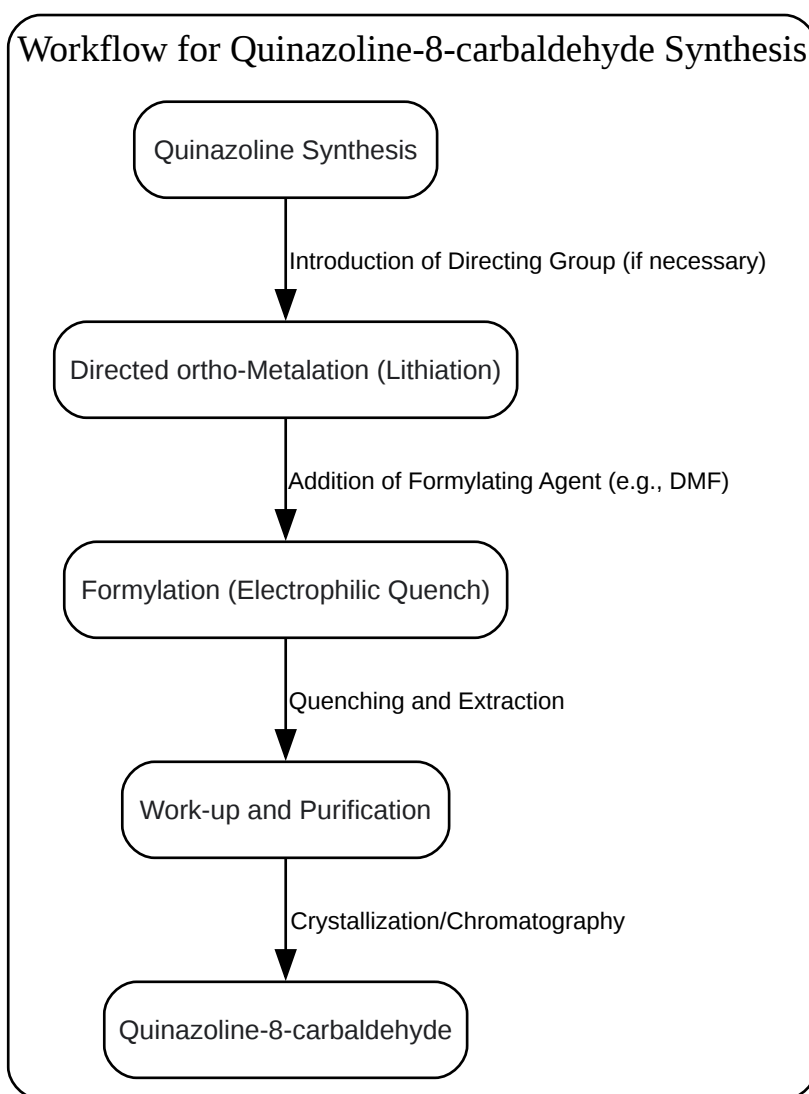 Workflow for Quinazoline-8-carbaldehyde Synthesis
Quinazoline Synthesis
Introduction of Directing Group (if necessary)
Directed ortho-Metalation (Lithiation)
Addition of Formylating Agent (e.g., DMF)
Formylation (Electrophilic Quench)
Quenching and Extraction
Work-up and Purification
Crystallization/Chromatography
Quinazoline-8-carbaldehyde